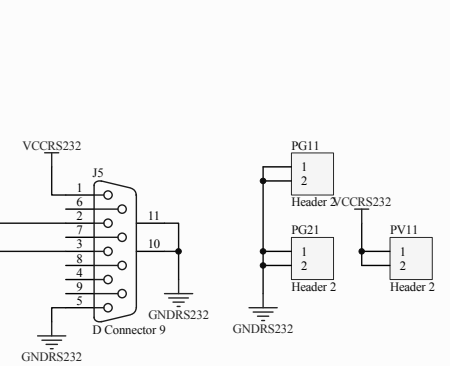 VCCRS232
J5
1
6
2
7
3
8
4
9
5
11
10
D Connector 9
GNDRS232
GNDRS232
PG11
1
2
Header 2
PG21
1
2
Header 2
GNDRS232
VCCRS232
PV11
1
2
Header 2